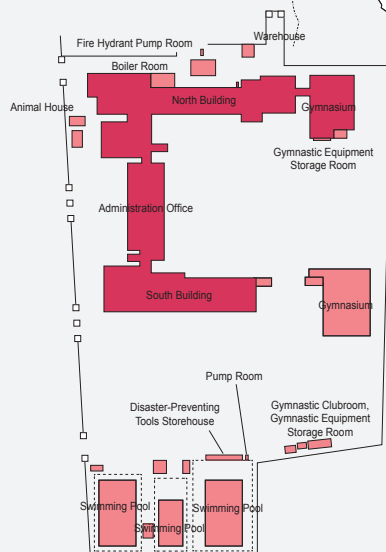 Warehouse
Fire Hydrant Pump Room
Boiler Room
Animal House
North Building
Gymnasium
Gymnastic Equipment
Storage Room
Administration Office
South Building
Gymnasium
Pump Room
Disaster-Preventing
Tools Storehouse
Gymnastic Clubroom,
Gymnastic Equipment
Storage Room
Swimming Pool
Swimming Pool
Swimming Pool